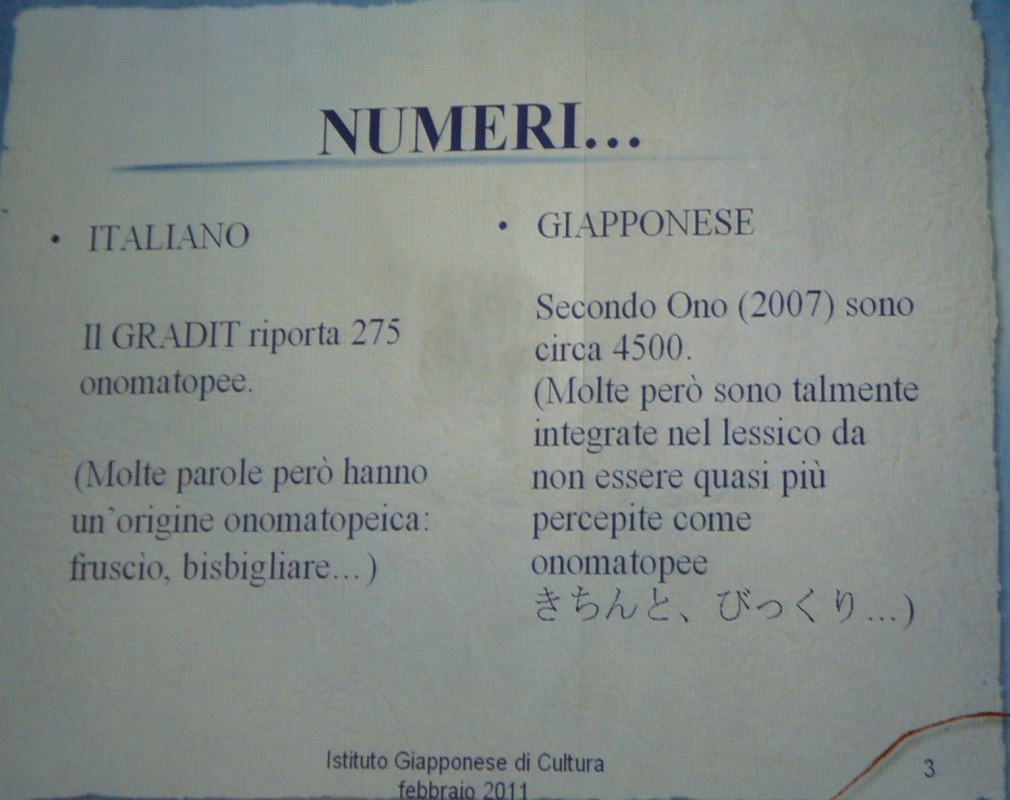 NUMERI...
• ITALIANO
Il GRADIT riporta 275
onomatopee.
(Molte parole però hanno
un'origine onomatopeica:
fruscìo, bisbigliare...)
• GIAPPONESE
Secondo Ono (2007) sono
circa 4500.
(Molte però sono talmente
integrate nel lessico da
non essere quasi più
percepite come
onomatopee
きちんと、びっくり...)
Istituto Giapponese di Cultura
febbraio 2011
3